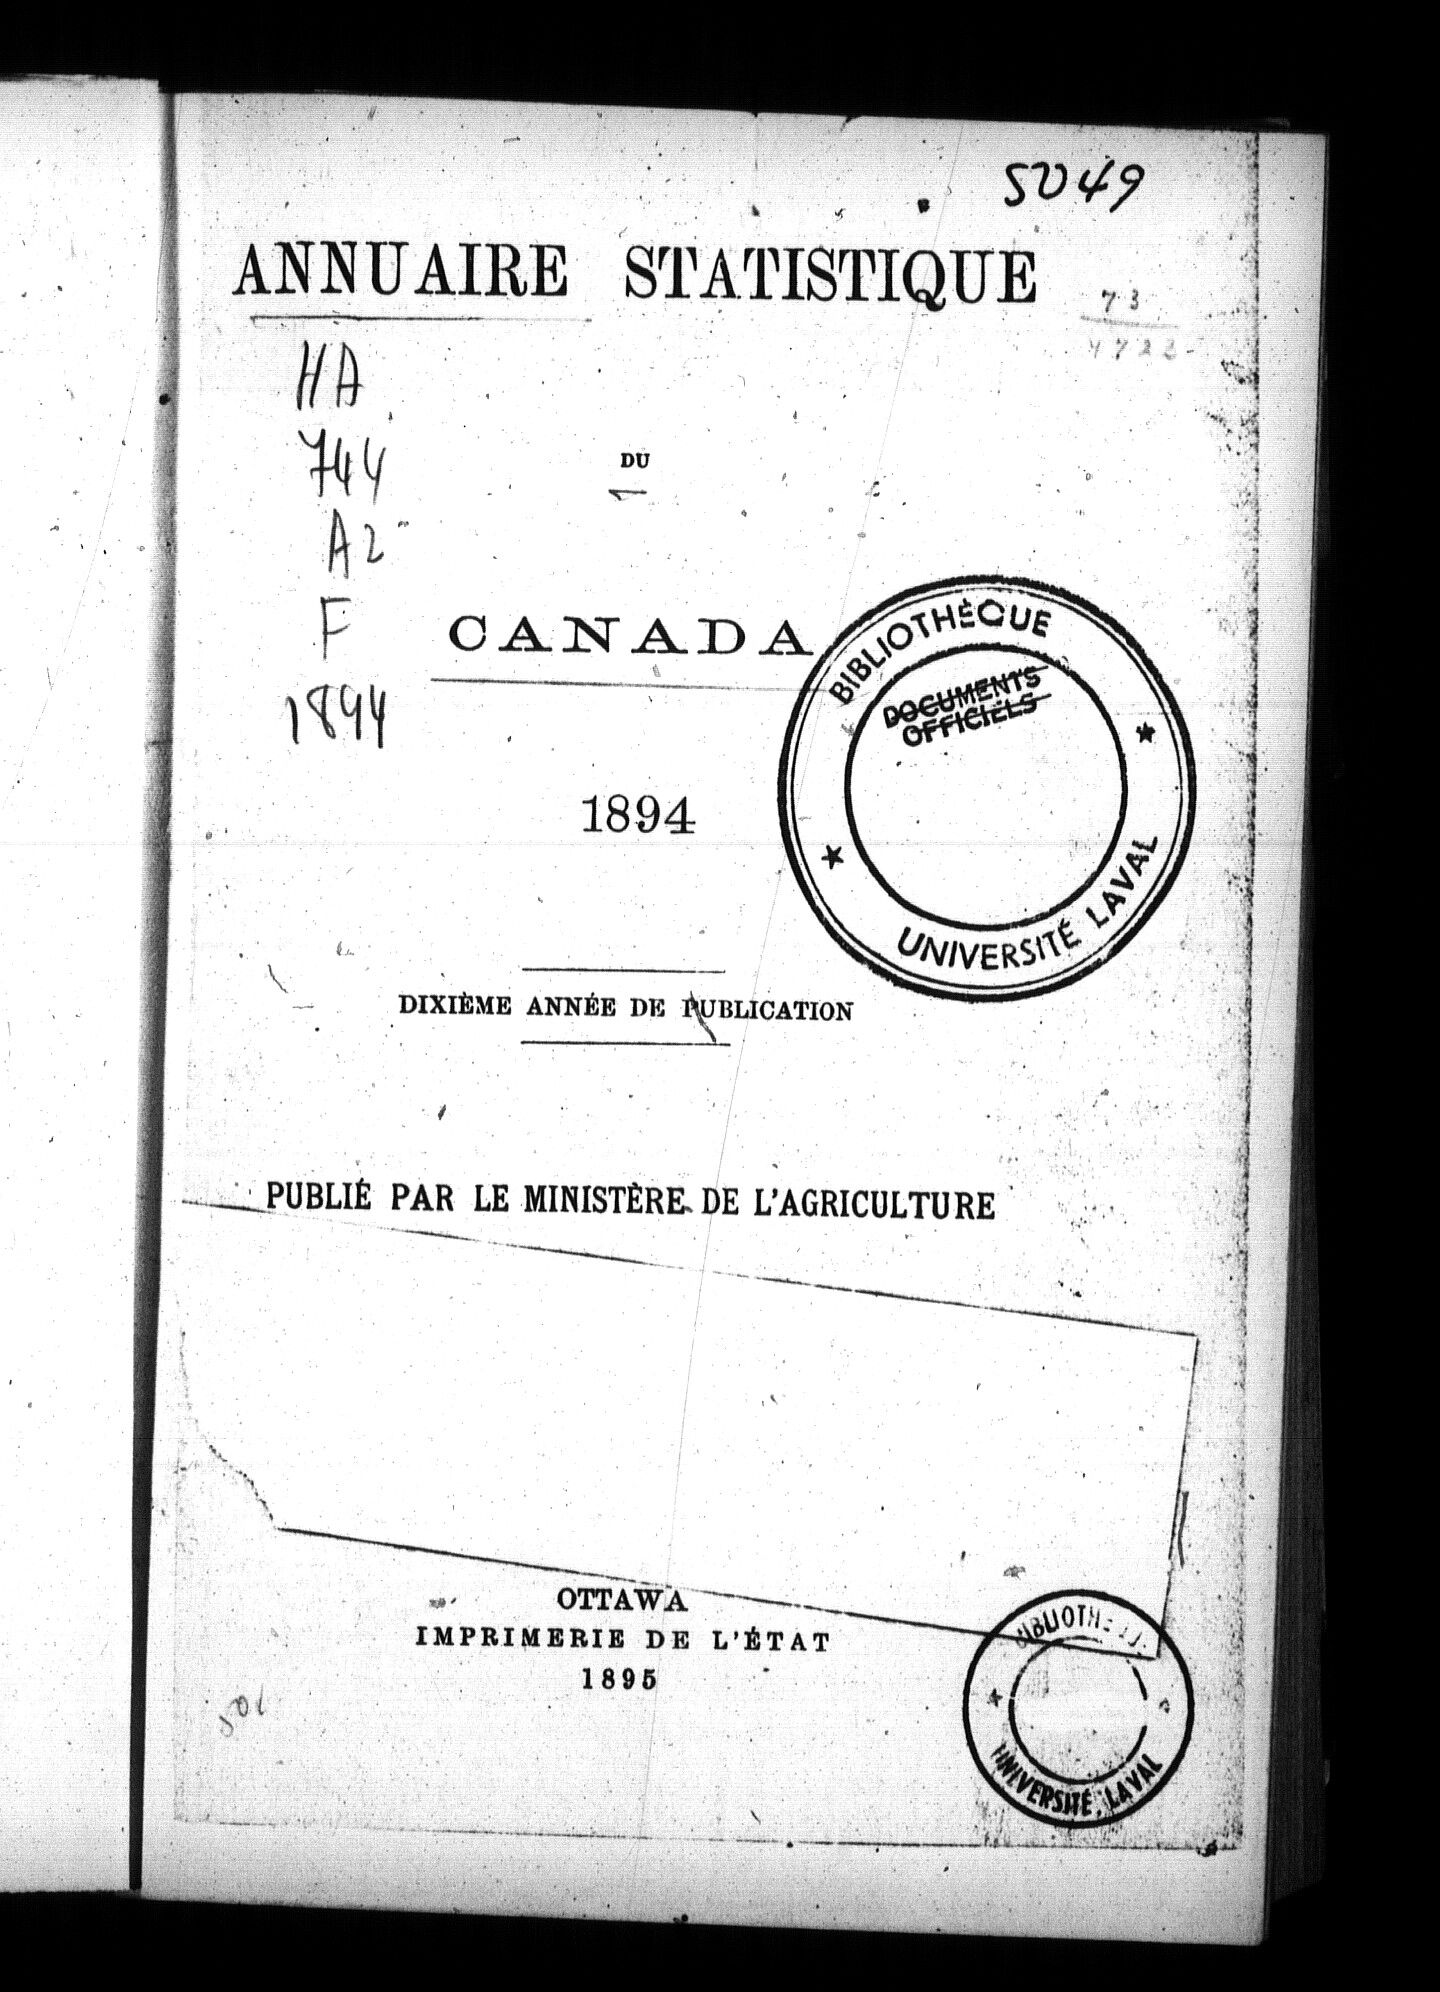 5049
ANNUAIRE STATISTIQUE
73
HA
744
A2
F
1894
DU
CANADA
BIBLIOTHÈQUE
DOCUMENTS
OFFICIELS
UNIVERSITÉ LAVAL
1894
DIXIÈME ANNÉE DE PUBLICATION
PUBLIÉ PAR LE MINISTÈRE DE L'AGRICULTURE
OTTAWA
IMPRIMERIE DE L'ÉTAT
1895
UNIVERSITÉ LAVAL